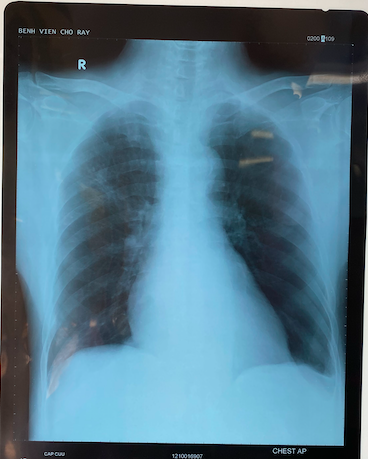 BENH VIEN CHO RAY
R
CAP CUU
1210016907
CHEST AP